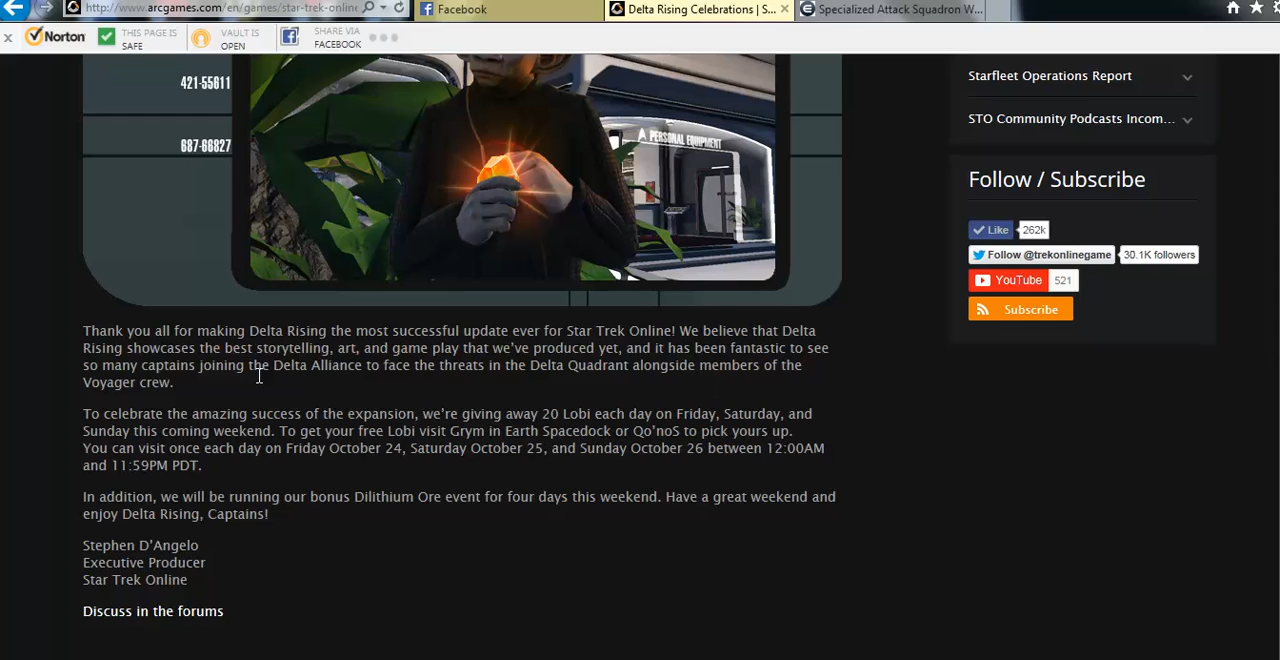 http://www.arcgames.com/en/games/star-trek-online
Facebook
Delta Rising Celebrations | S...
Specialized Attack Squadron W...
Norton
THIS PAGE IS
SAFE
VAULT IS
OPEN
SHARE VIA
FACEBOOK
421-55611
687-66827
PERSONAL EQUIPMENT
Starfleet Operations Report
STO Community Podcasts Incom...
Follow / Subscribe
Like 262k
Follow @trekonlinegame 30.1K followers
YouTube 521
Subscribe
Thank you all for making Delta Rising the most successful update ever for Star Trek Online! We believe that Delta
Rising showcases the best storytelling, art, and game play that we've produced yet, and it has been fantastic to see
so many captains joining the Delta Alliance to face the threats in the Delta Quadrant alongside members of the
Voyager crew.
To celebrate the amazing success of the expansion, we're giving away 20 Lobi each day on Friday, Saturday, and
Sunday this coming weekend. To get your free Lobi visit Grym in Earth Spacedock or Qo'noS to pick yours up.
You can visit once each day on Friday October 24, Saturday October 25, and Sunday October 26 between 12:00AM
and 11:59PM PDT.
In addition, we will be running our bonus Dilithium Ore event for four days this weekend. Have a great weekend and
enjoy Delta Rising, Captains!
Stephen D'Angelo
Executive Producer
Star Trek Online
Discuss in the forums